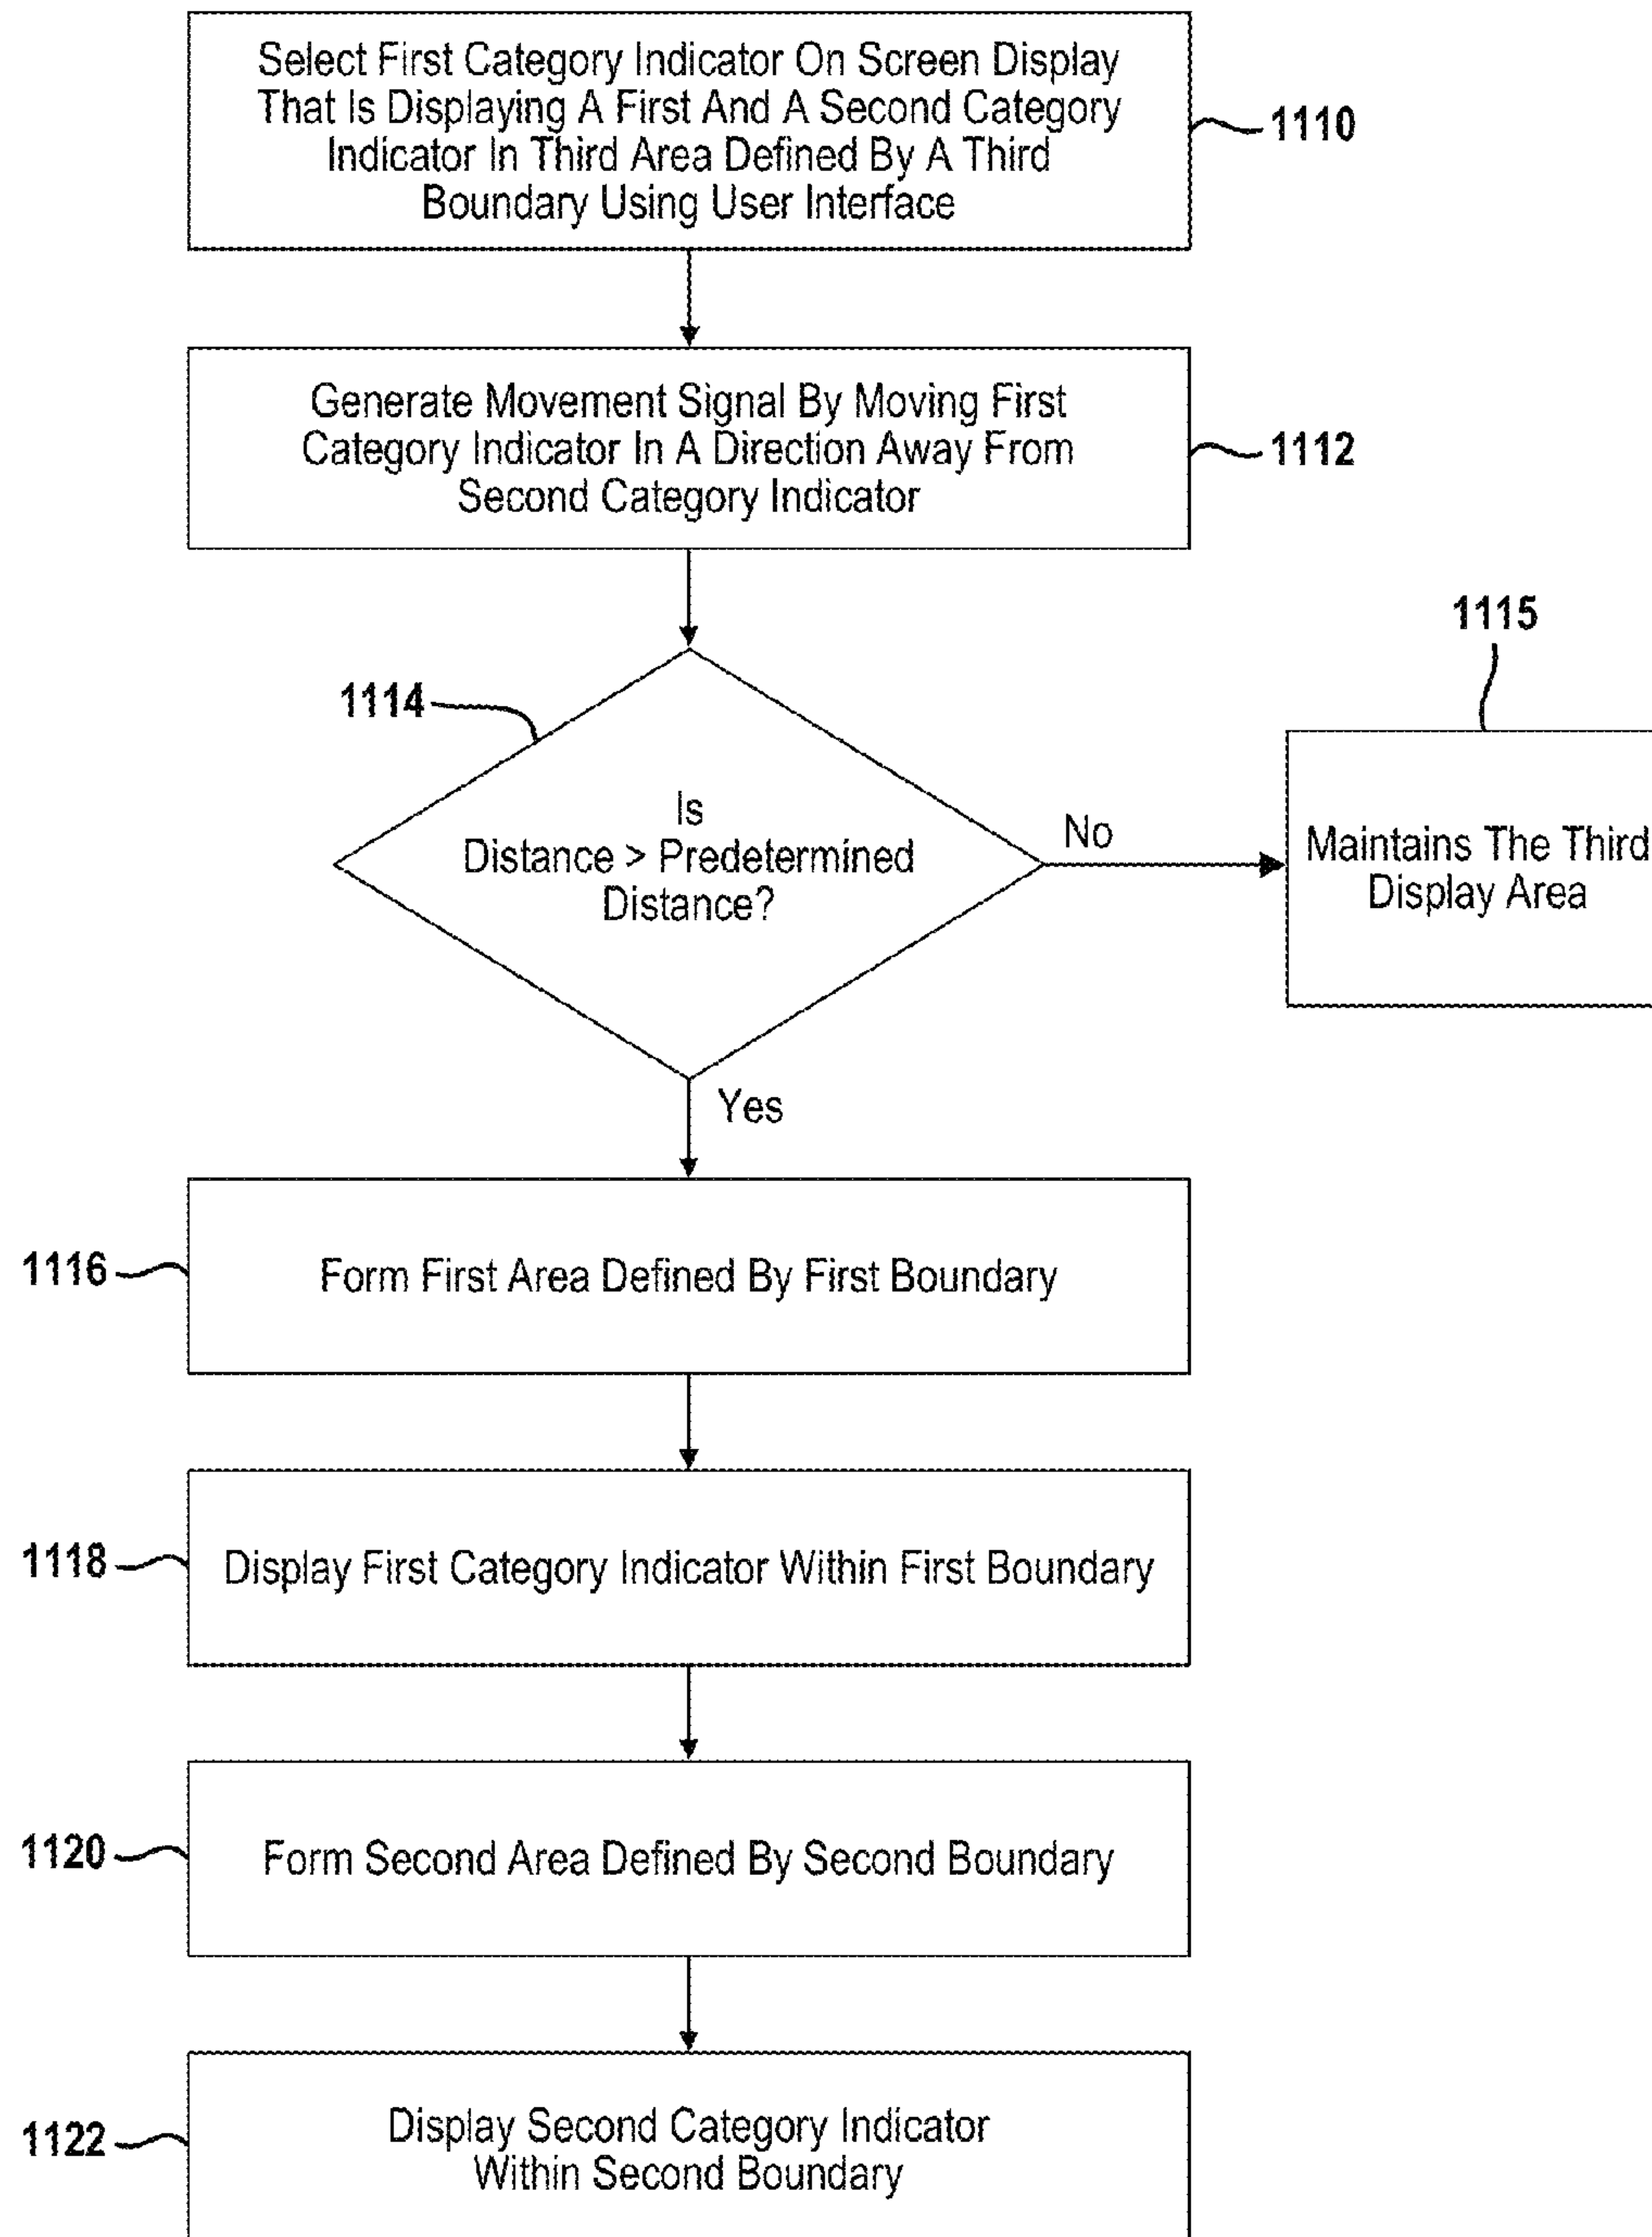 Select First Category Indicator On Screen Display
That Is Displaying A First And A Second Category
Indicator In Third Area Defined By A Third
Boundary Using User Interface
1110
Generate Movement Signal By Moving First
Category Indicator In A Direction Away From
Second Category Indicator
1112
1114
Is
Distance > Predetermined
Distance?
No
1115
Maintains The Third
Display Area
Yes
1116
Form First Area Defined By First Boundary
1118
Display First Category Indicator Within First Boundary
1120
Form Second Area Defined By Second Boundary
1122
Display Second Category Indicator
Within Second Boundary